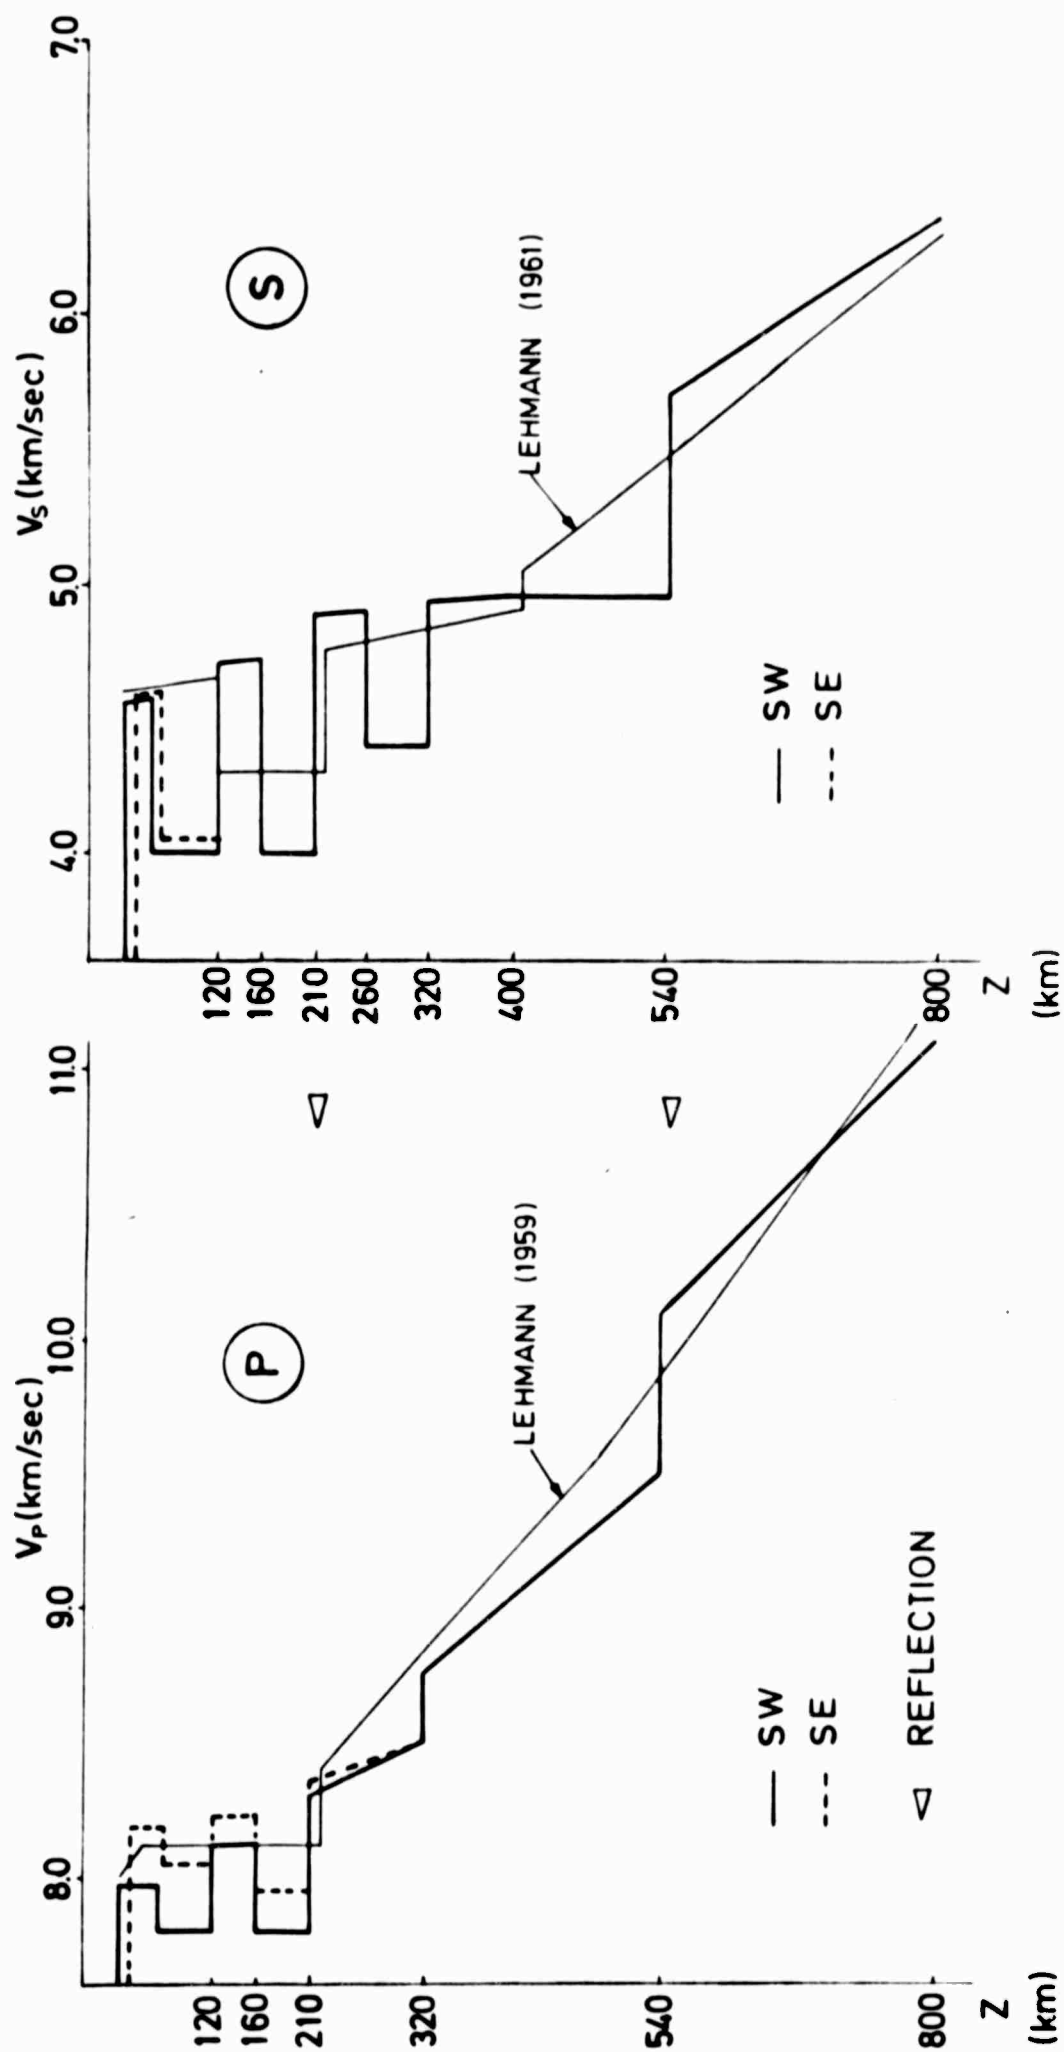 Vₚ(km/sec)
8.0 9.0 10.0 11.0
P
LEHMANN (1959)
120
160
210
320
540
800
Z
(km)
SW
SE
REFLECTION
Vₛ(km/sec)
4.0 5.0 6.0 7.0
S
LEHMANN (1961)
120
160
210
260
320
400
540
800
Z
(km)
SW
SE